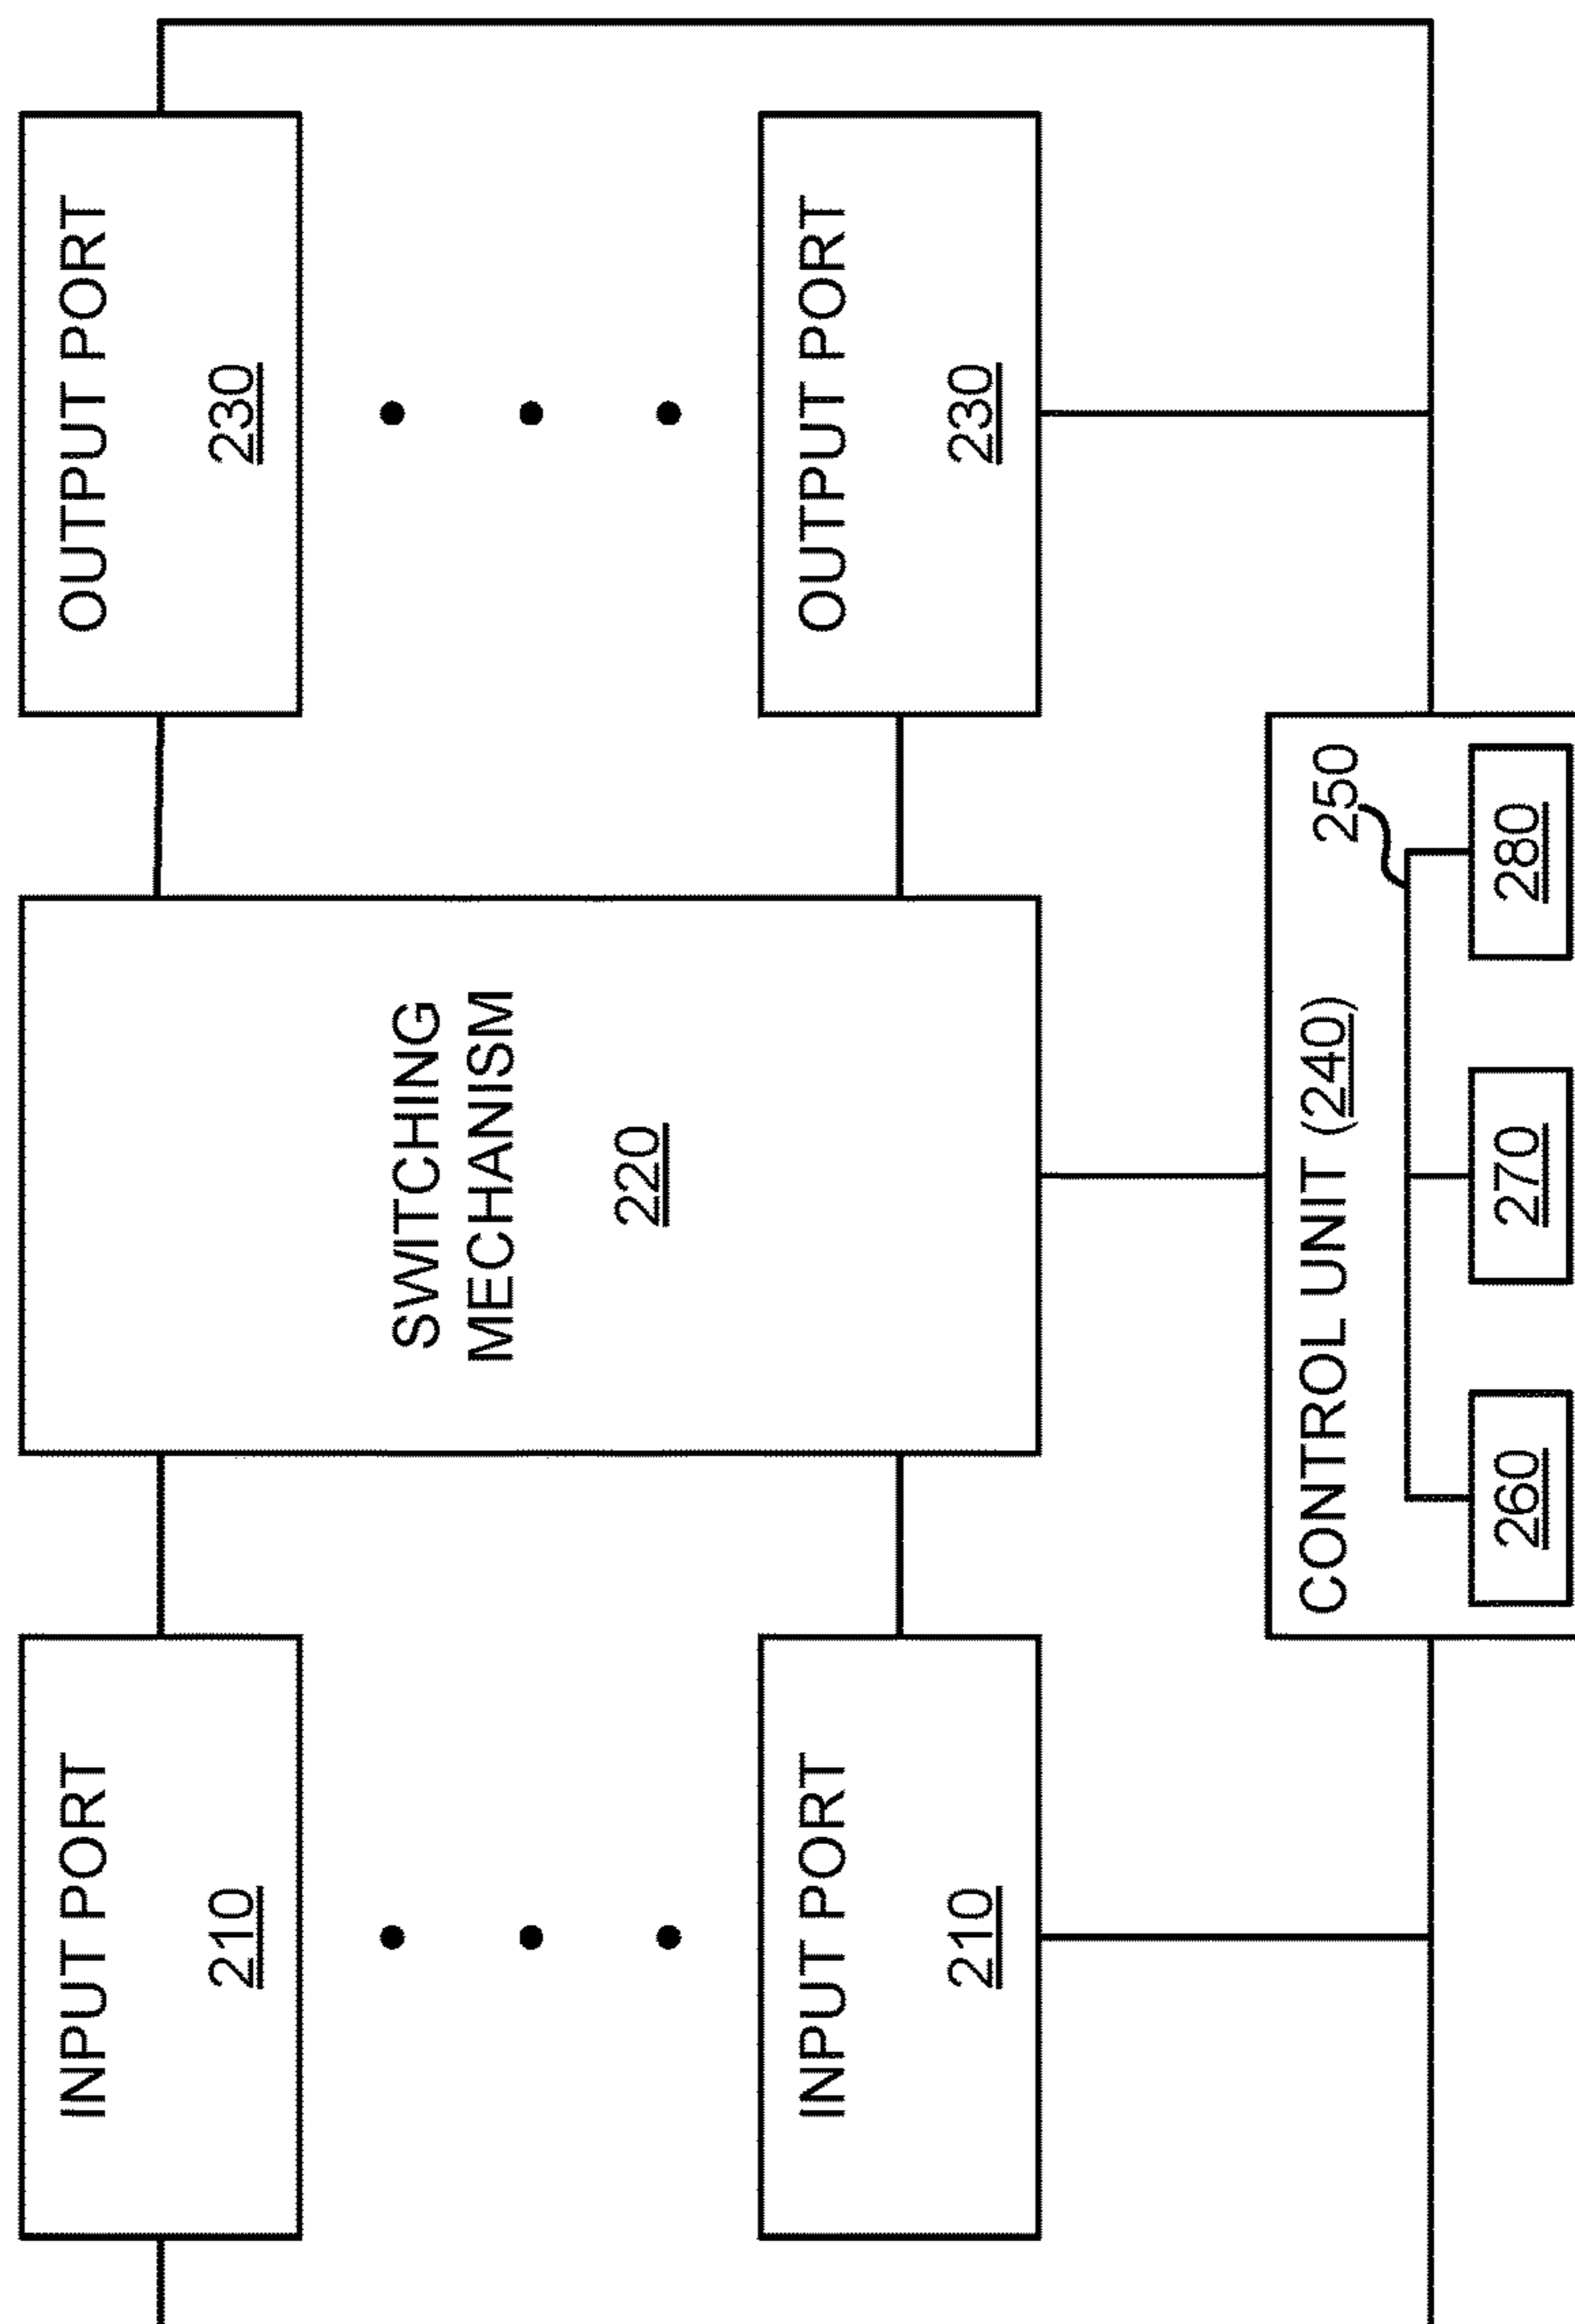 INPUT PORT
210
SWITCHING
MECHANISM
220
OUTPUT PORT
230
INPUT PORT
210
OUTPUT PORT
230
CONTROL UNIT (240)
250
260
270
280